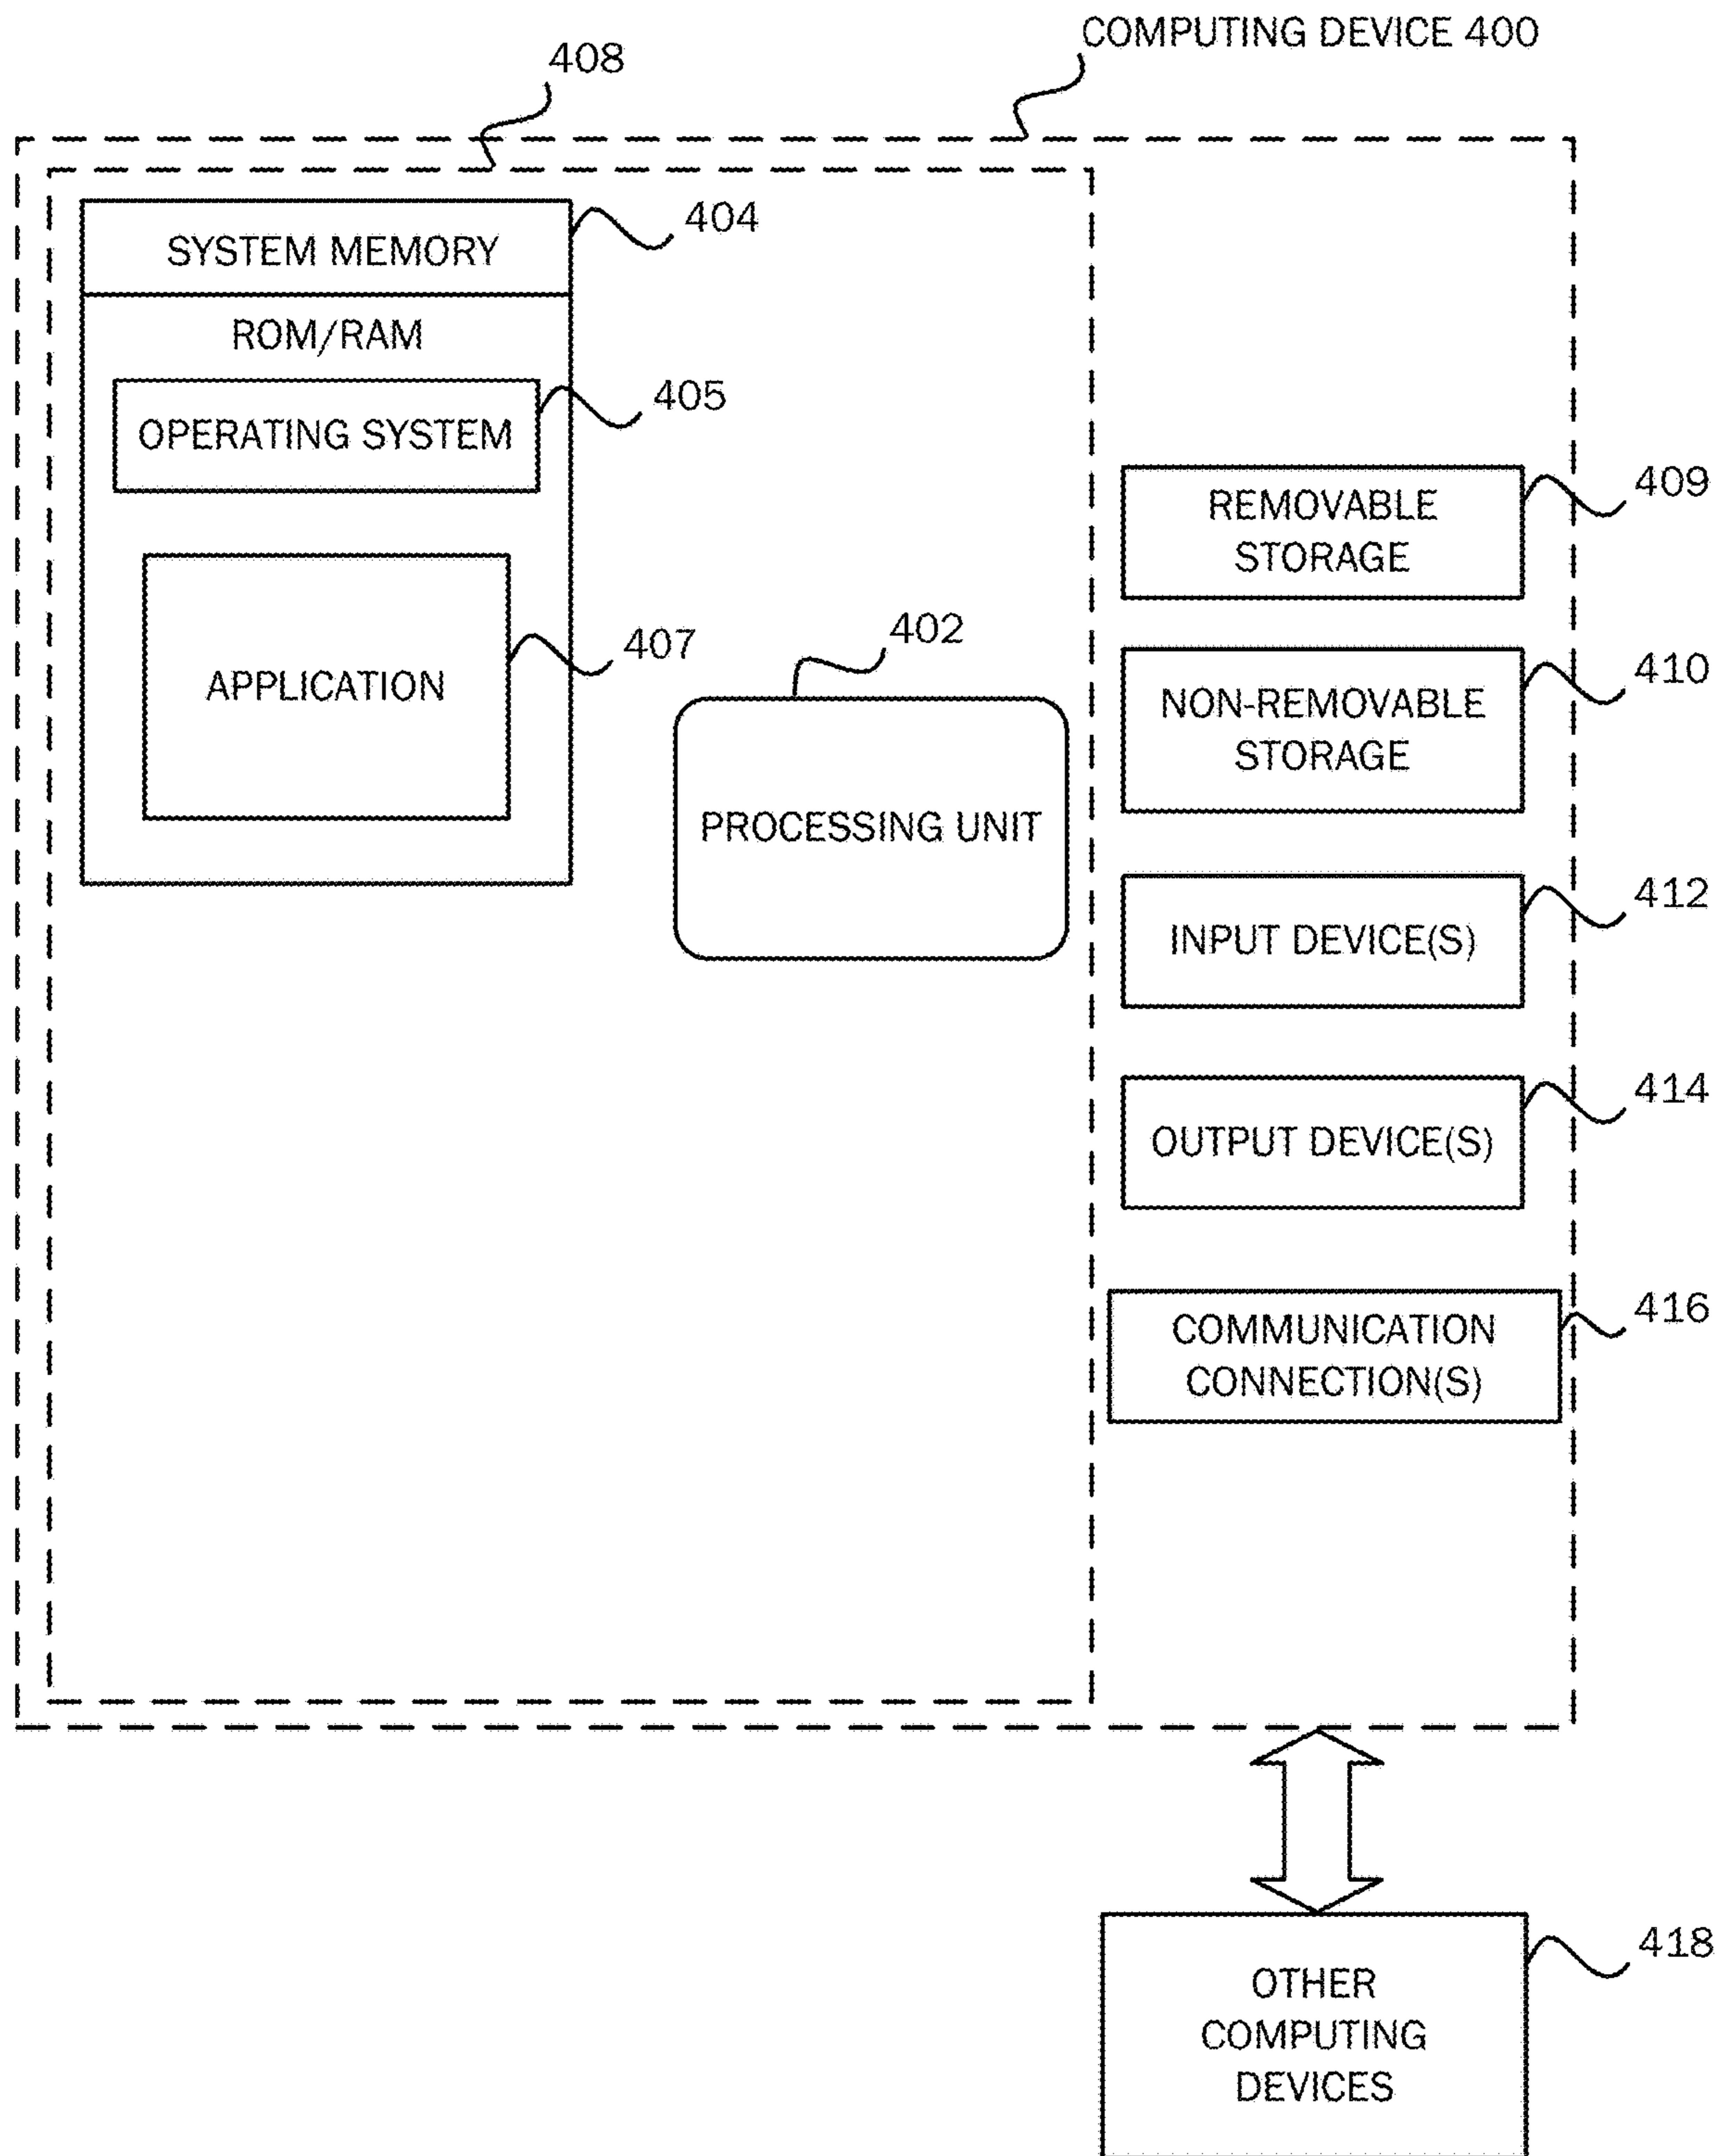 COMPUTING DEVICE 400
408
SYSTEM MEMORY
404
ROM/RAM
OPERATING SYSTEM
405
APPLICATION
407
402
PROCESSING UNIT
REMOVABLE
STORAGE
409
NON-REMOVABLE
STORAGE
410
INPUT DEVICE(S)
412
OUTPUT DEVICE(S)
414
COMMUNICATION
CONNECTION(S)
416
OTHER
COMPUTING
DEVICES
418